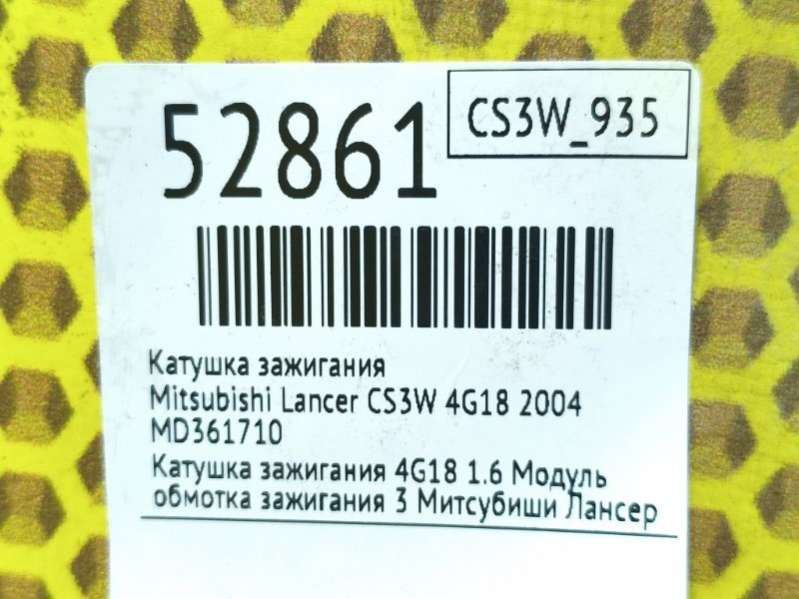 52861
CS3W_935
Катушка зажигания
Mitsubishi Lancer CS3W 4G18 2004
MD361710
Катушка зажигания 4G18 1.6 Модуль
обмотка зажигания 3 Митсубиши Лансер